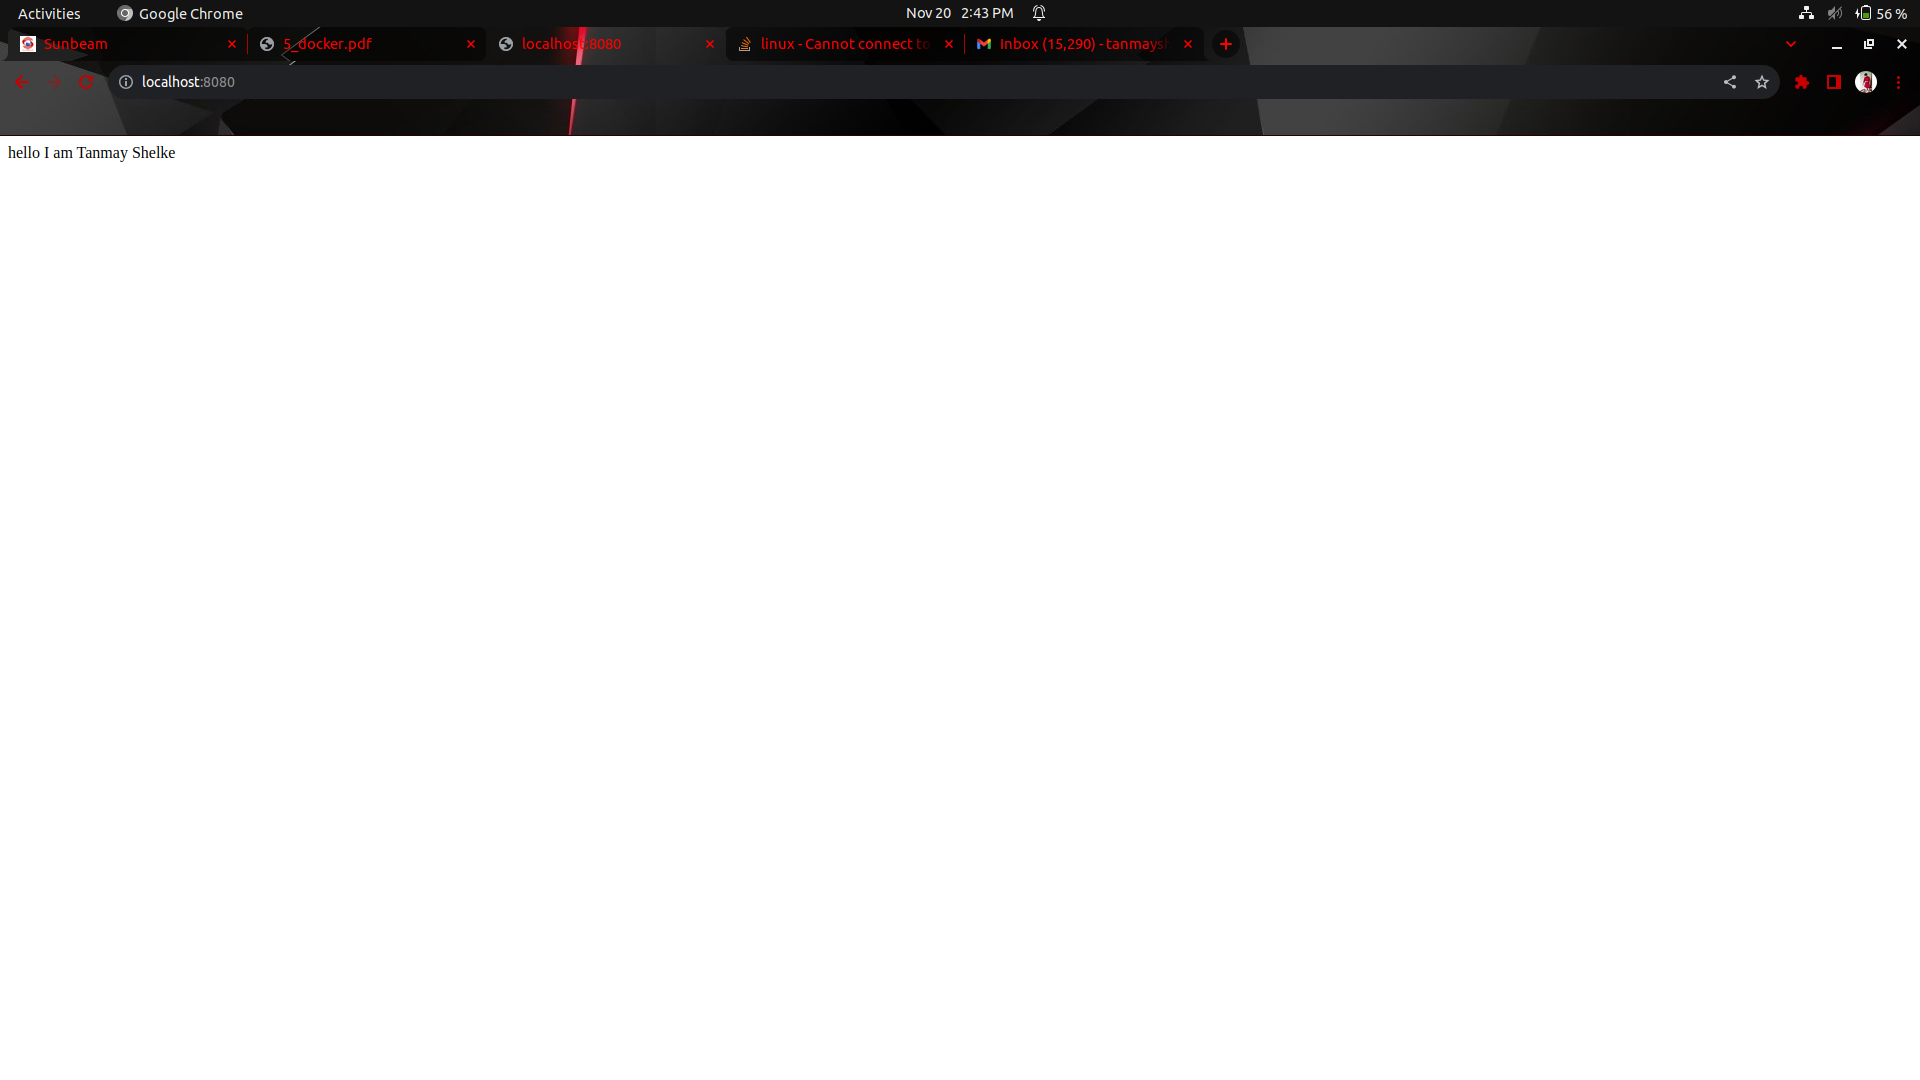 Activities Google Chrome Nov 20 2:43 PM 56 %
Sunbeam 5_docker.pdf localhost:8080 linux - Cannot connect to Inbox (15,290) - tanmaysh
localhost:8080
hello I am Tanmay Shelke